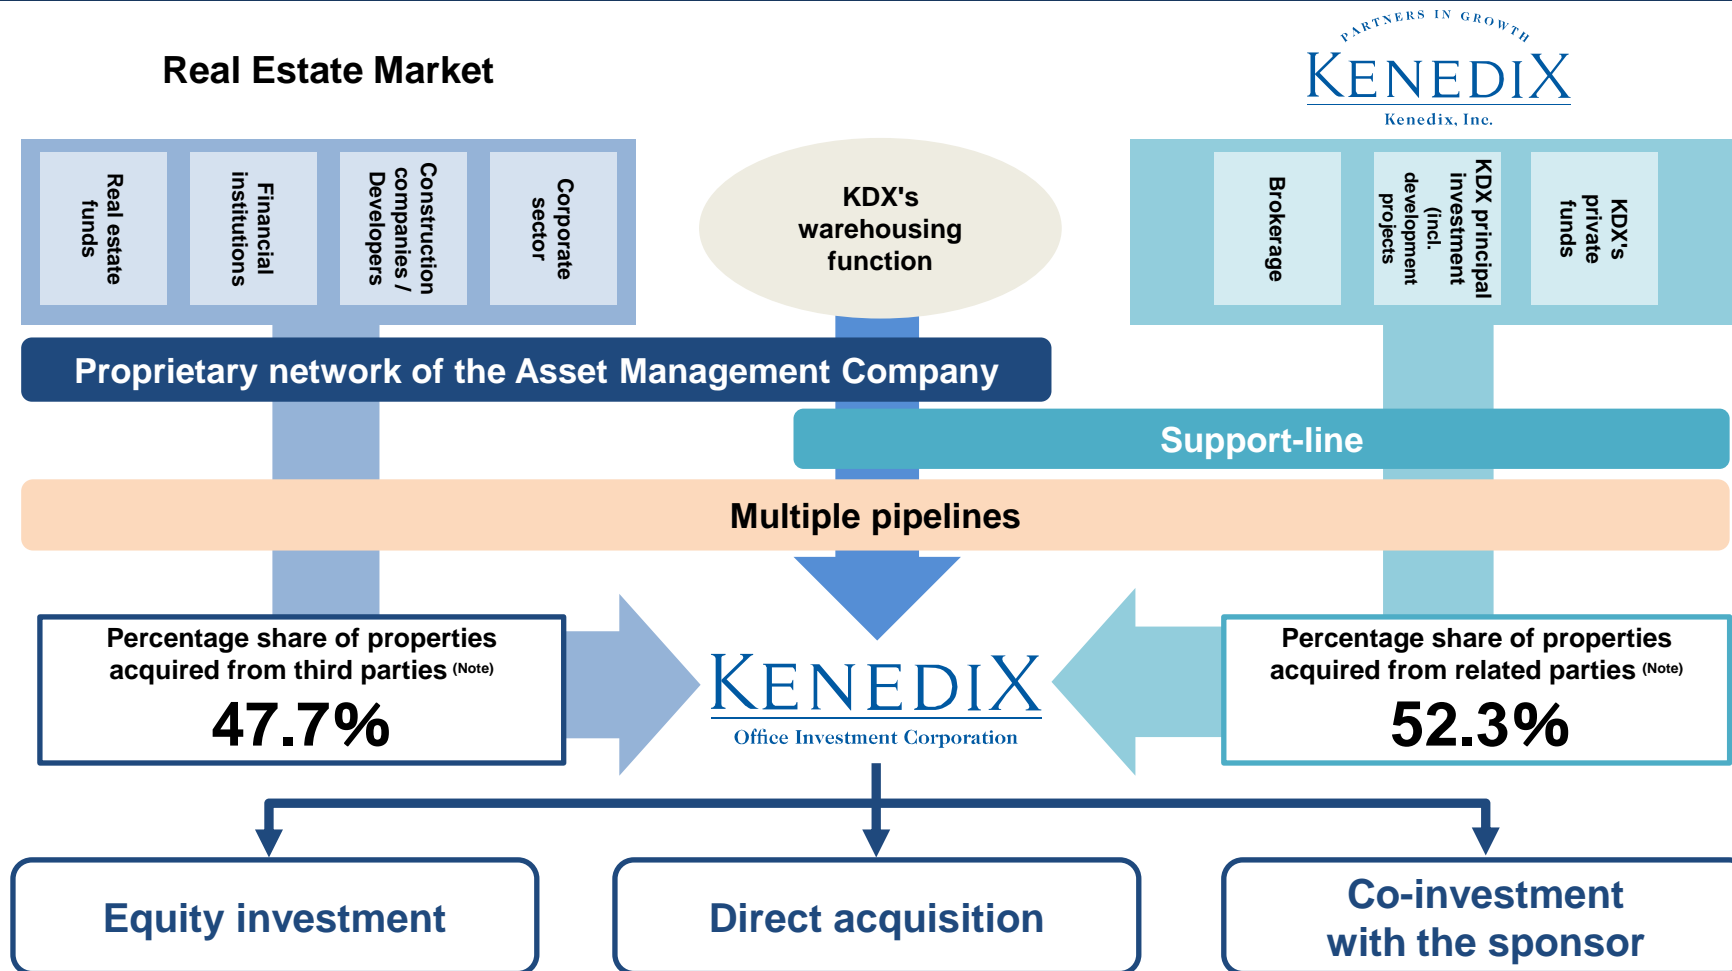 PARTNERS IN GROWTH
KENEDIX
Kenedix, Inc.
Real Estate Market
Real estate
funds
Financial
institutions
Construction
companies /
Developers
Corporate
sector
KDX's
warehousing
function
Brokerage
KDX principal
investment
(incl.
development
projects
KDX's
private
funds
Proprietary network of the Asset Management Company
Support-line
Multiple pipelines
Percentage share of properties
acquired from third parties (Note)
47.7%
KENEDIX
Office Investment Corporation
Percentage share of properties
acquired from related parties (Note)
52.3%
Equity investment
Direct acquisition
Co-investment
with the sponsor